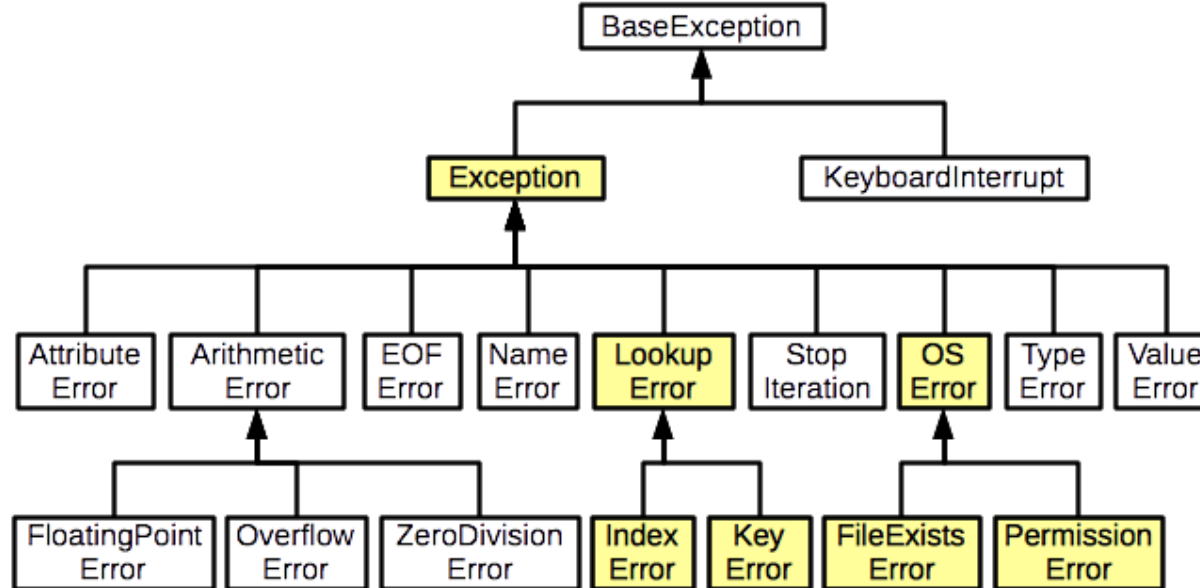 BaseException
Exception
KeyboardInterrupt
Attribute
Error
Arithmetic
Error
EOF
Error
Name
Error
Lookup
Error
Stop
Iteration
OS
Error
Type
Error
Value
Error
FloatingPoint
Error
Overflow
Error
ZeroDivision
Error
Index
Error
Key
Error
FileExists
Error
Permission
Error